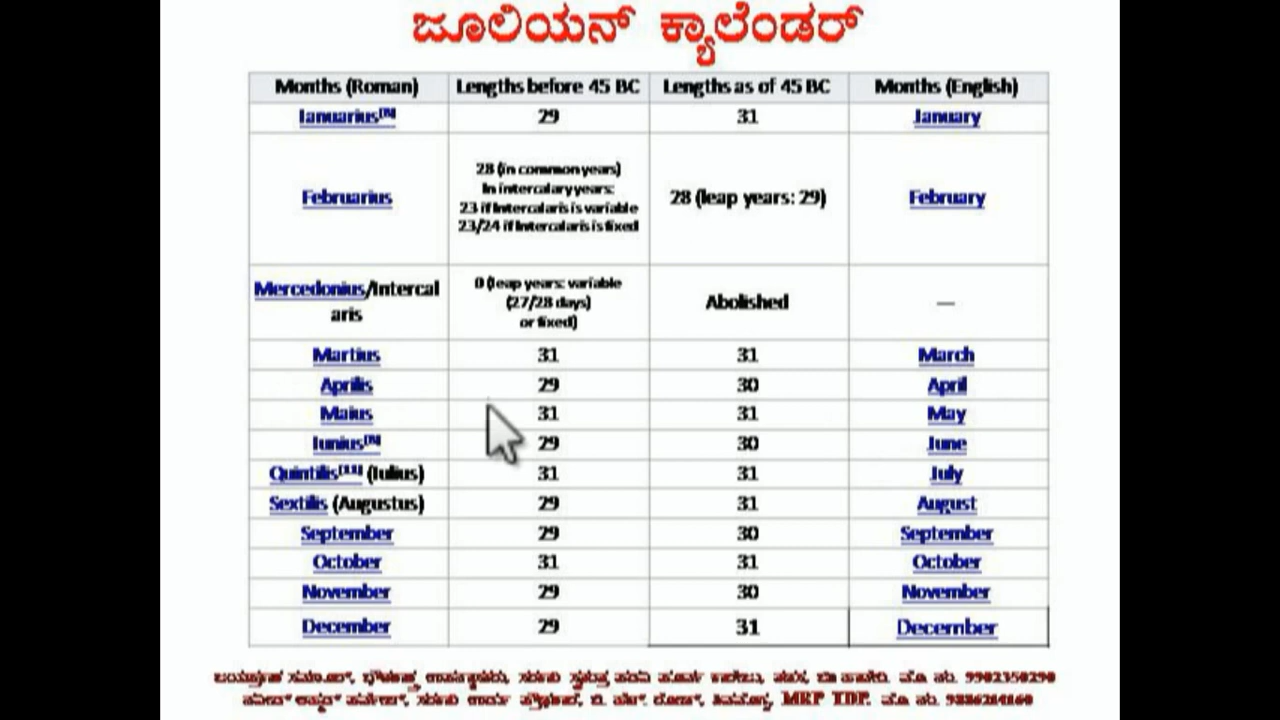 ಜೂಲಿಯನ್ ಕ್ಯಾಲೆಂಡರ್
Months (Roman) Lengths before 45 BC Lengths as of 45 BC Months (English)
Ianuarius 29 31 January
28 (in common years)
In intercalary years:
Februarius 23 if Intercalaris is variable 28 (leap years: 29) February
23/24 if Intercalaris is fixed
0 (leap years: variable
Mercedonius/Intercal (27/28 days) Abolished —
aris or fixed)
Martius 31 31 March
Aprilis 29 30 April
Maius 31 31 May
Iunius 29 30 June
Quintilis (Iulius) 31 31 July
Sextilis (Augustus) 29 31 August
September 29 30 September
October 31 31 October
November 29 30 November
December 29 31 December
MRP TDP.